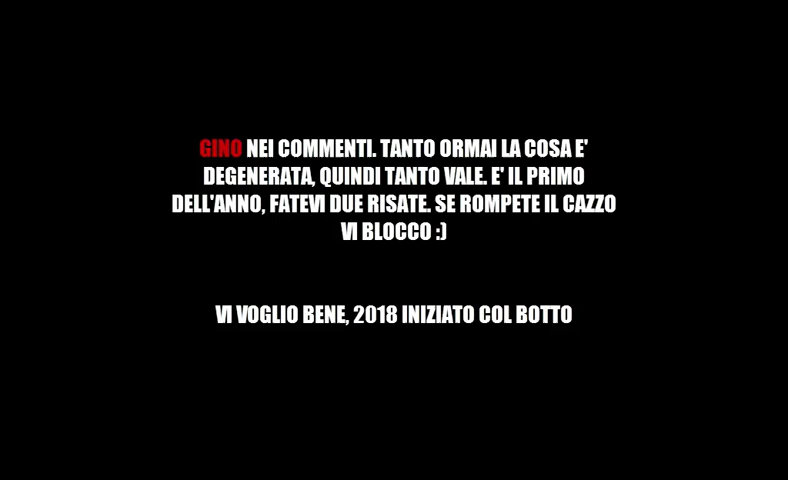 GINO NEI COMMENTI. TANTO ORMAI LA COSA E'
DEGENERATA, QUINDI TANTO VALE. E' IL PRIMO
DELL'ANNO, FATEVI DUE RISATE. SE ROMPETE IL CAZZO
VI BLOCCO :)
VI VOGLIO BENE, 2018 INIZIATO COL BOTTO